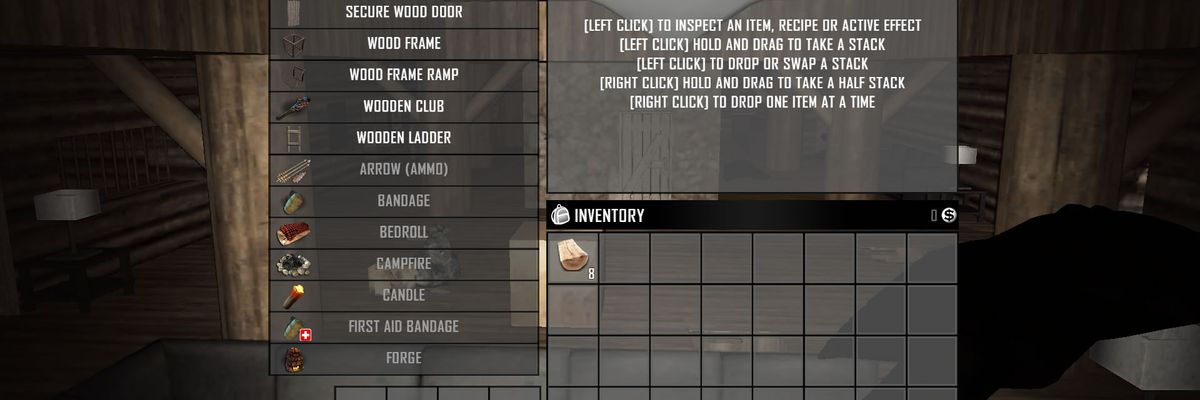 SECURE WOOD DOOR
WOOD FRAME
WOOD FRAME RAMP
WOODEN CLUB
WOODEN LADDER
ARROW (AMMO)
BANDAGE
BEDROLL
CAMPFIRE
CANDLE
FIRST AID BANDAGE
FORGE
[LEFT CLICK] TO INSPECT AN ITEM, RECIPE OR ACTIVE EFFECT
[LEFT CLICK] HOLD AND DRAG TO TAKE A STACK
[LEFT CLICK] TO DROP OR SWAP A STACK
[RIGHT CLICK] HOLD AND DRAG TO TAKE A HALF STACK
[RIGHT CLICK] TO DROP ONE ITEM AT A TIME
INVENTORY 0 $
8